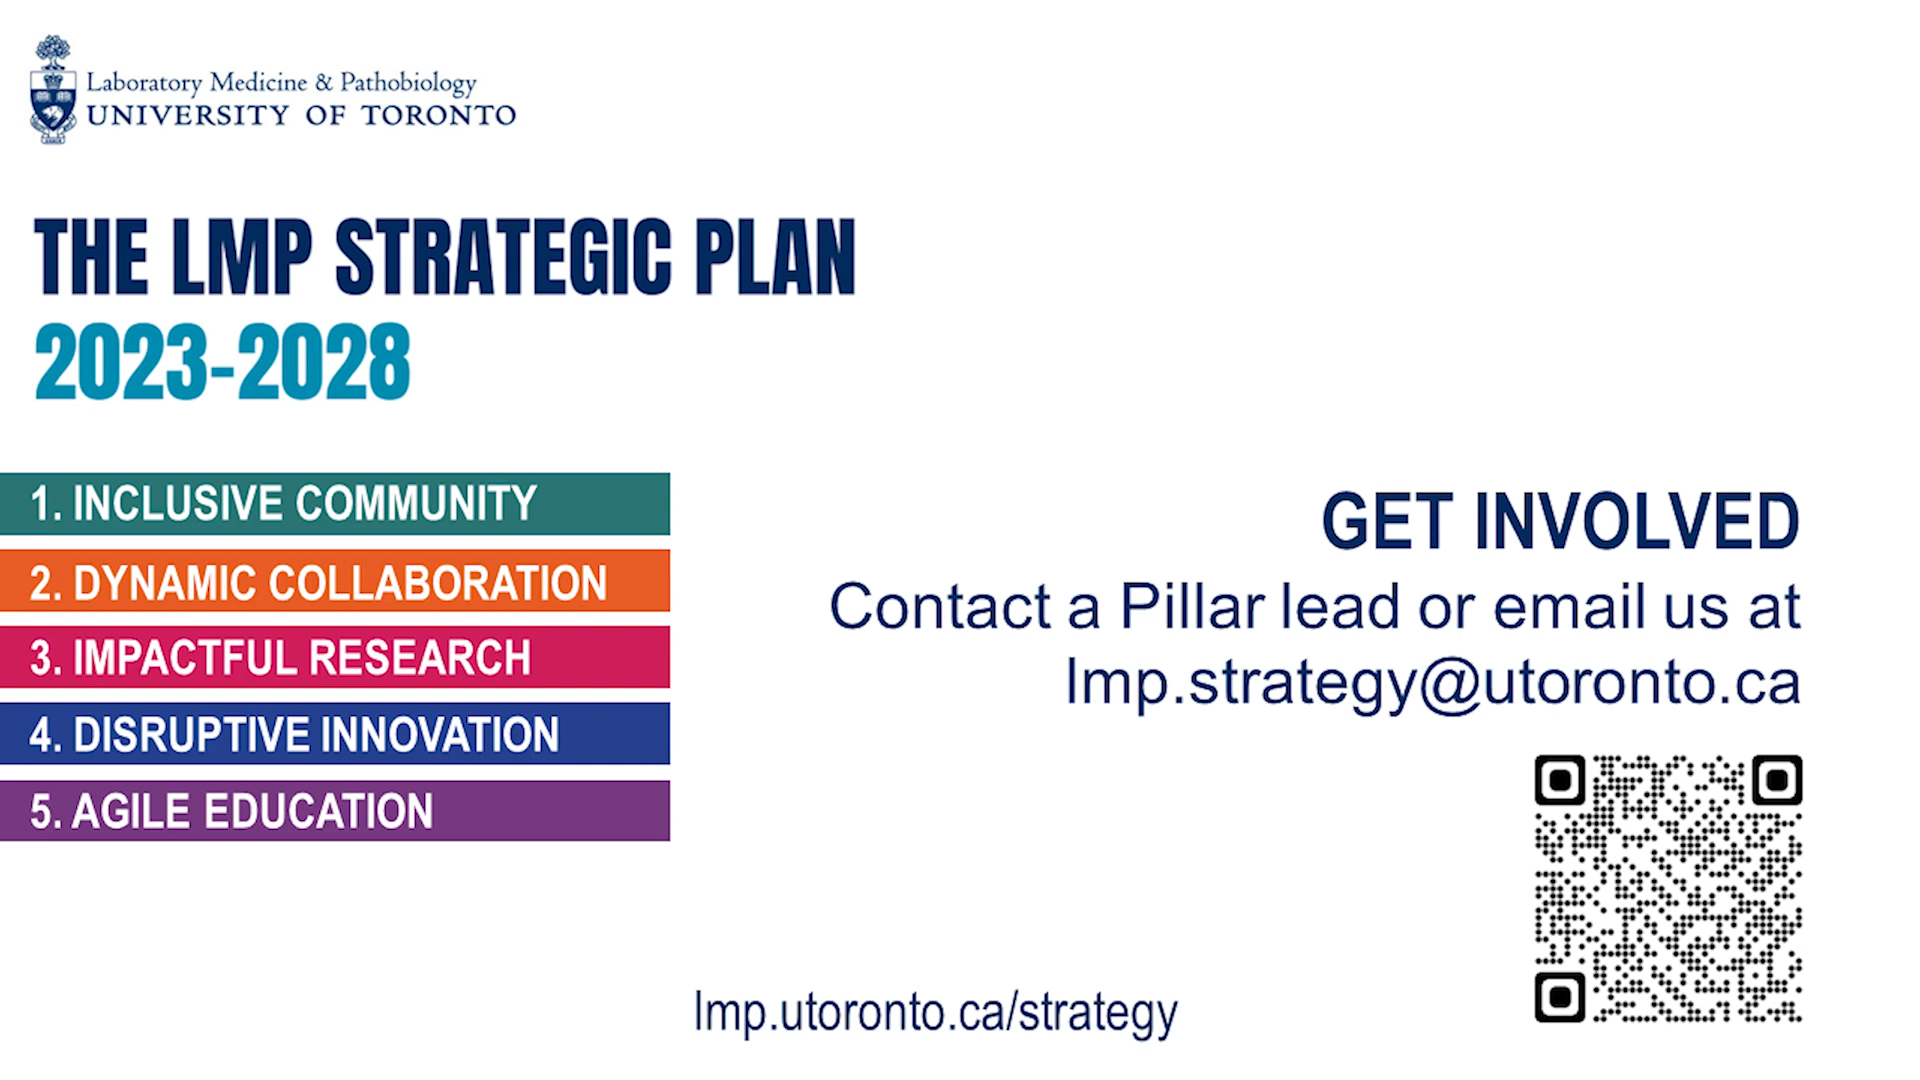 Laboratory Medicine & Pathobiology
UNIVERSITY OF TORONTO
THE LMP STRATEGIC PLAN
2023-2028
1. INCLUSIVE COMMUNITY
2. DYNAMIC COLLABORATION
3. IMPACTFUL RESEARCH
4. DISRUPTIVE INNOVATION
5. AGILE EDUCATION
GET INVOLVED
Contact a Pillar lead or email us at
lmp.strategy@utoronto.ca
lmp.utoronto.ca/strategy